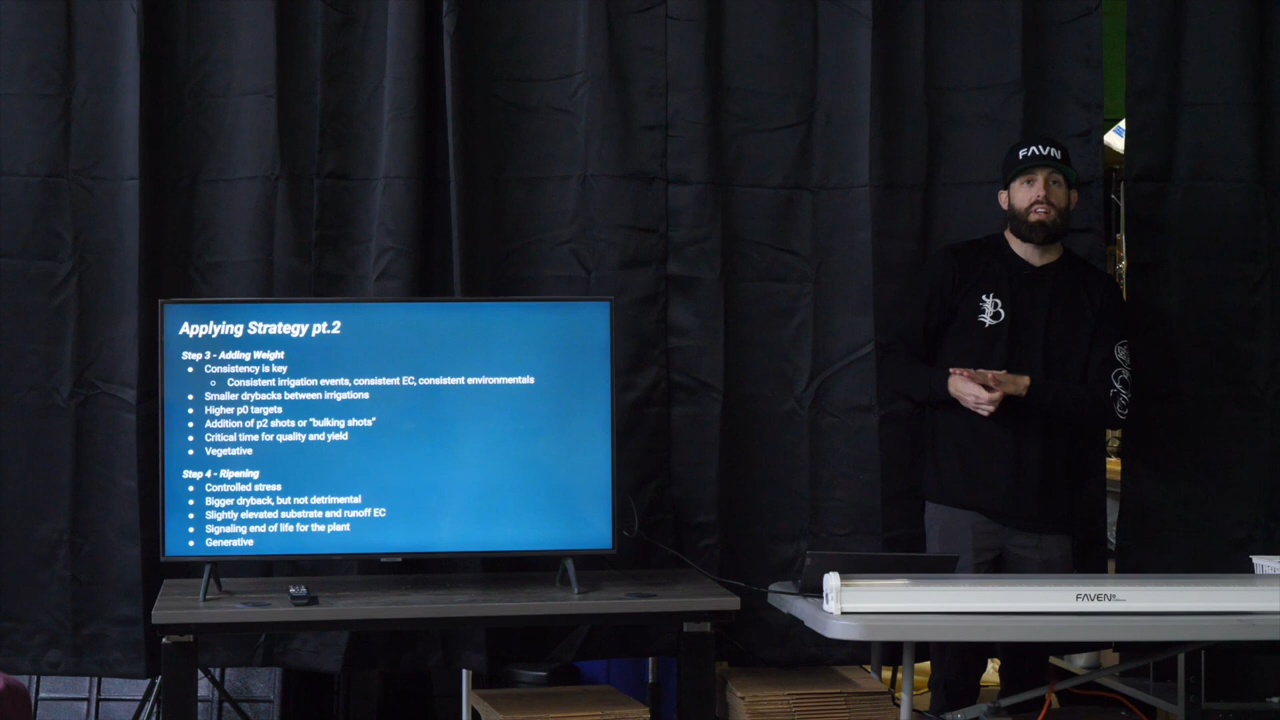 FAVN
B
Applying Strategy pt.2
Step 3 - Adding Weight
● Consistency is key
○ Consistent irrigation events, consistent EC, consistent environmentals
● Smaller drybacks between irrigations
● Higher p0 targets
● Addition of p2 shots or "bulking shots"
● Critical time for quality and yield
● Vegetative
Step 4 - Ripening
● Controlled stress
● Bigger dryback, but not detrimental
● Slightly elevated substrate and runoff EC
● Signaling end of life for the plant
● Generative
FAVEN